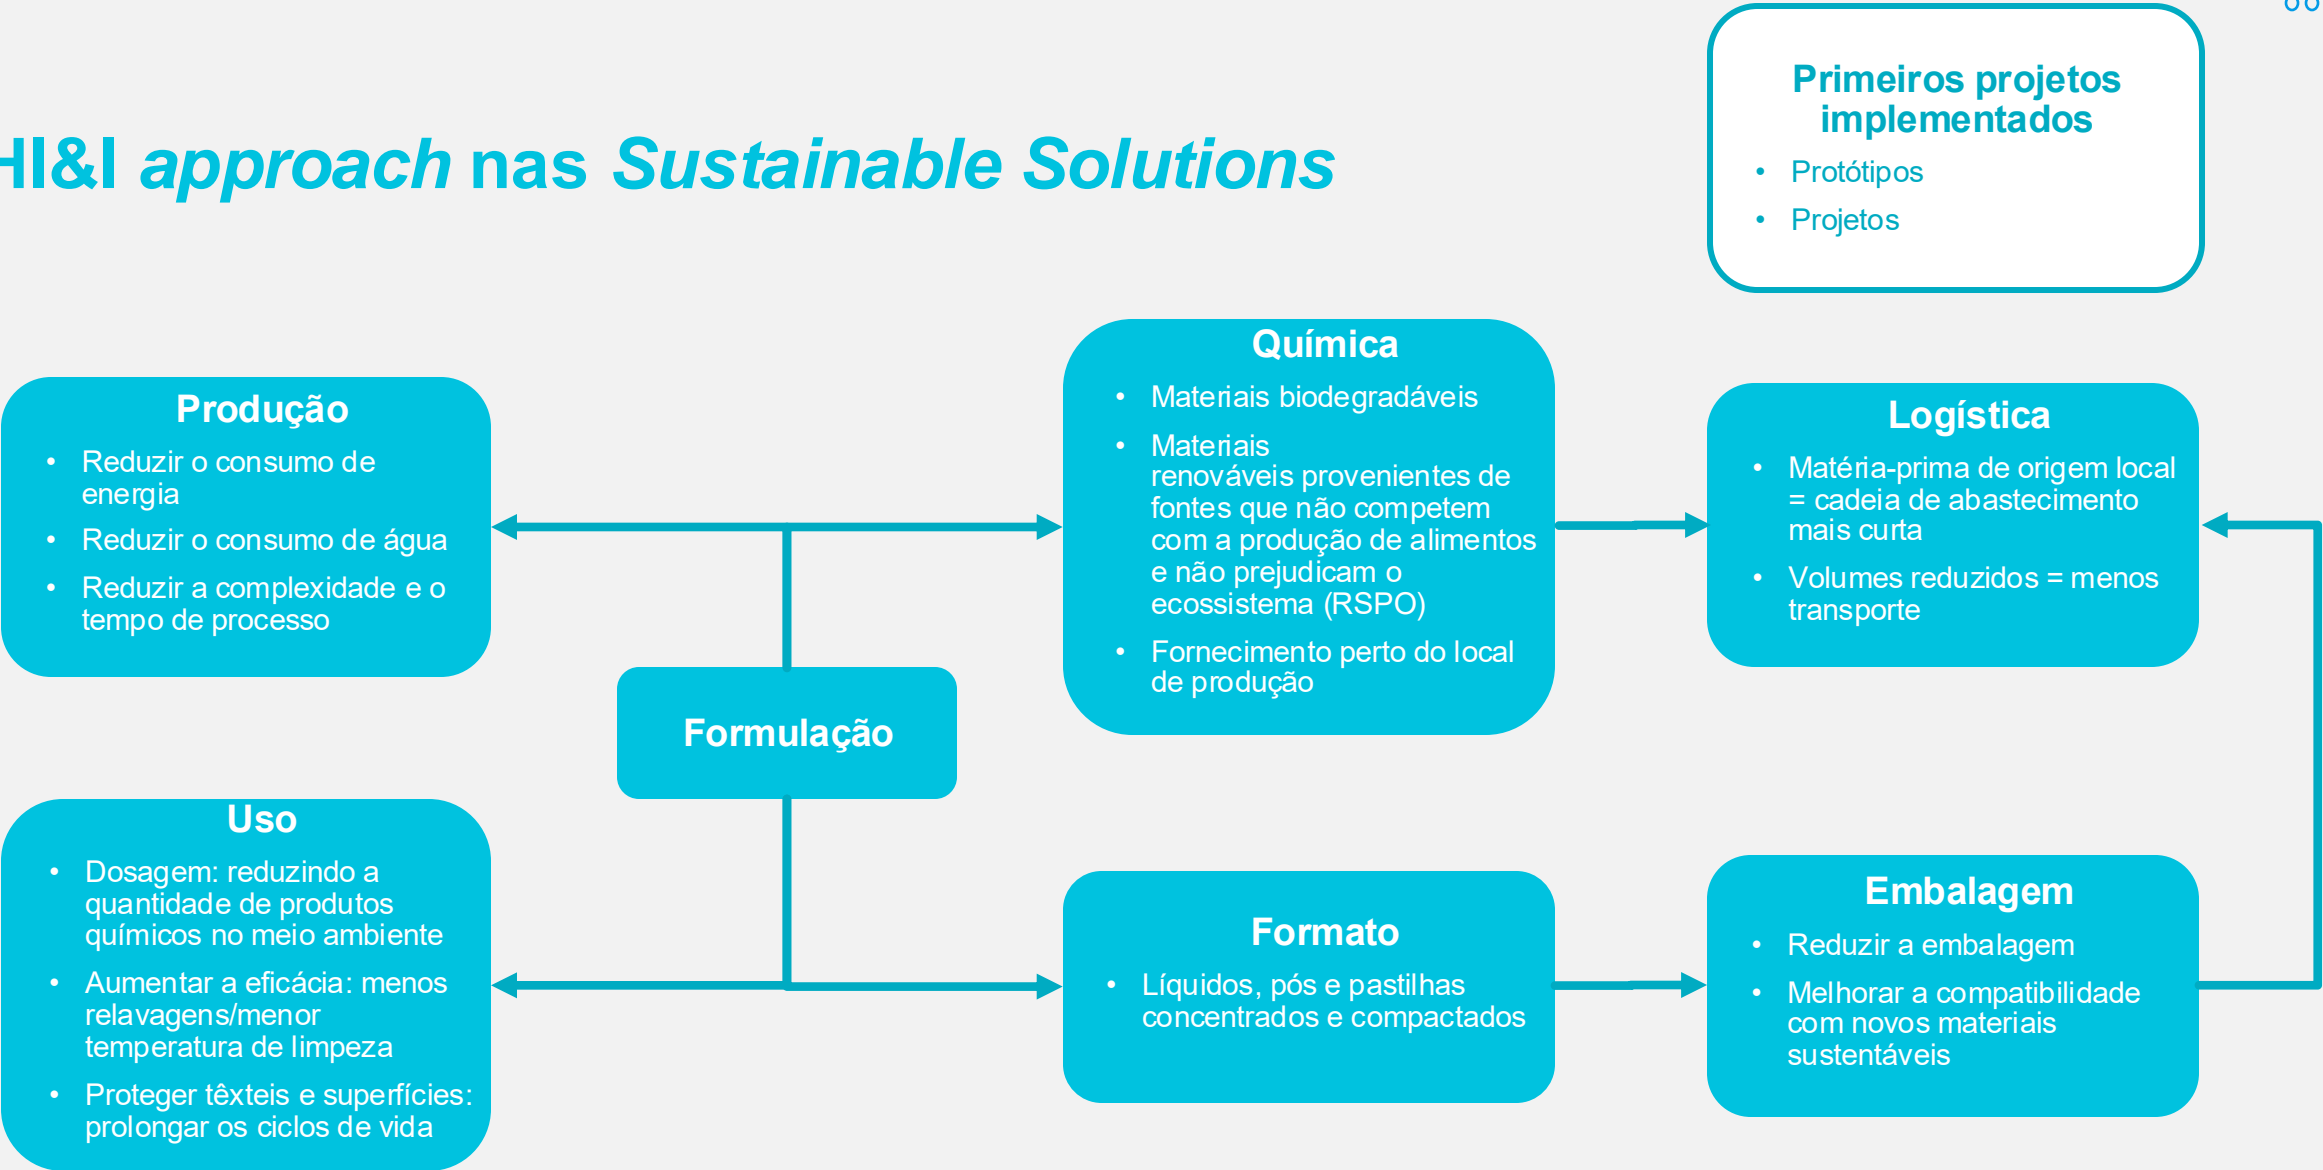 HI&I approach nas Sustainable Solutions
Primeiros projetos
implementados
• Protótipos
• Projetos
Produção
• Reduzir o consumo de
energia
• Reduzir o consumo de água
• Reduzir a complexidade e o
tempo de processo
Química
• Materiais biodegradáveis
• Materiais
renováveis provenientes de
fontes que não competem
com a produção de alimentos
e não prejudicam o
ecossistema (RSPO)
• Fornecimento perto do local
de produção
Logística
• Matéria-prima de origem local
= cadeia de abastecimento
mais curta
• Volumes reduzidos = menos
transporte
Formulação
Uso
• Dosagem: reduzindo a
quantidade de produtos
químicos no meio ambiente
• Aumentar a eficácia: menos
relavagens/menor
temperatura de limpeza
• Proteger têxteis e superfícies:
prolongar os ciclos de vida
Formato
• Líquidos, pós e pastilhas
concentrados e compactados
Embalagem
• Reduzir a embalagem
• Melhorar a compatibilidade
com novos materiais
sustentáveis